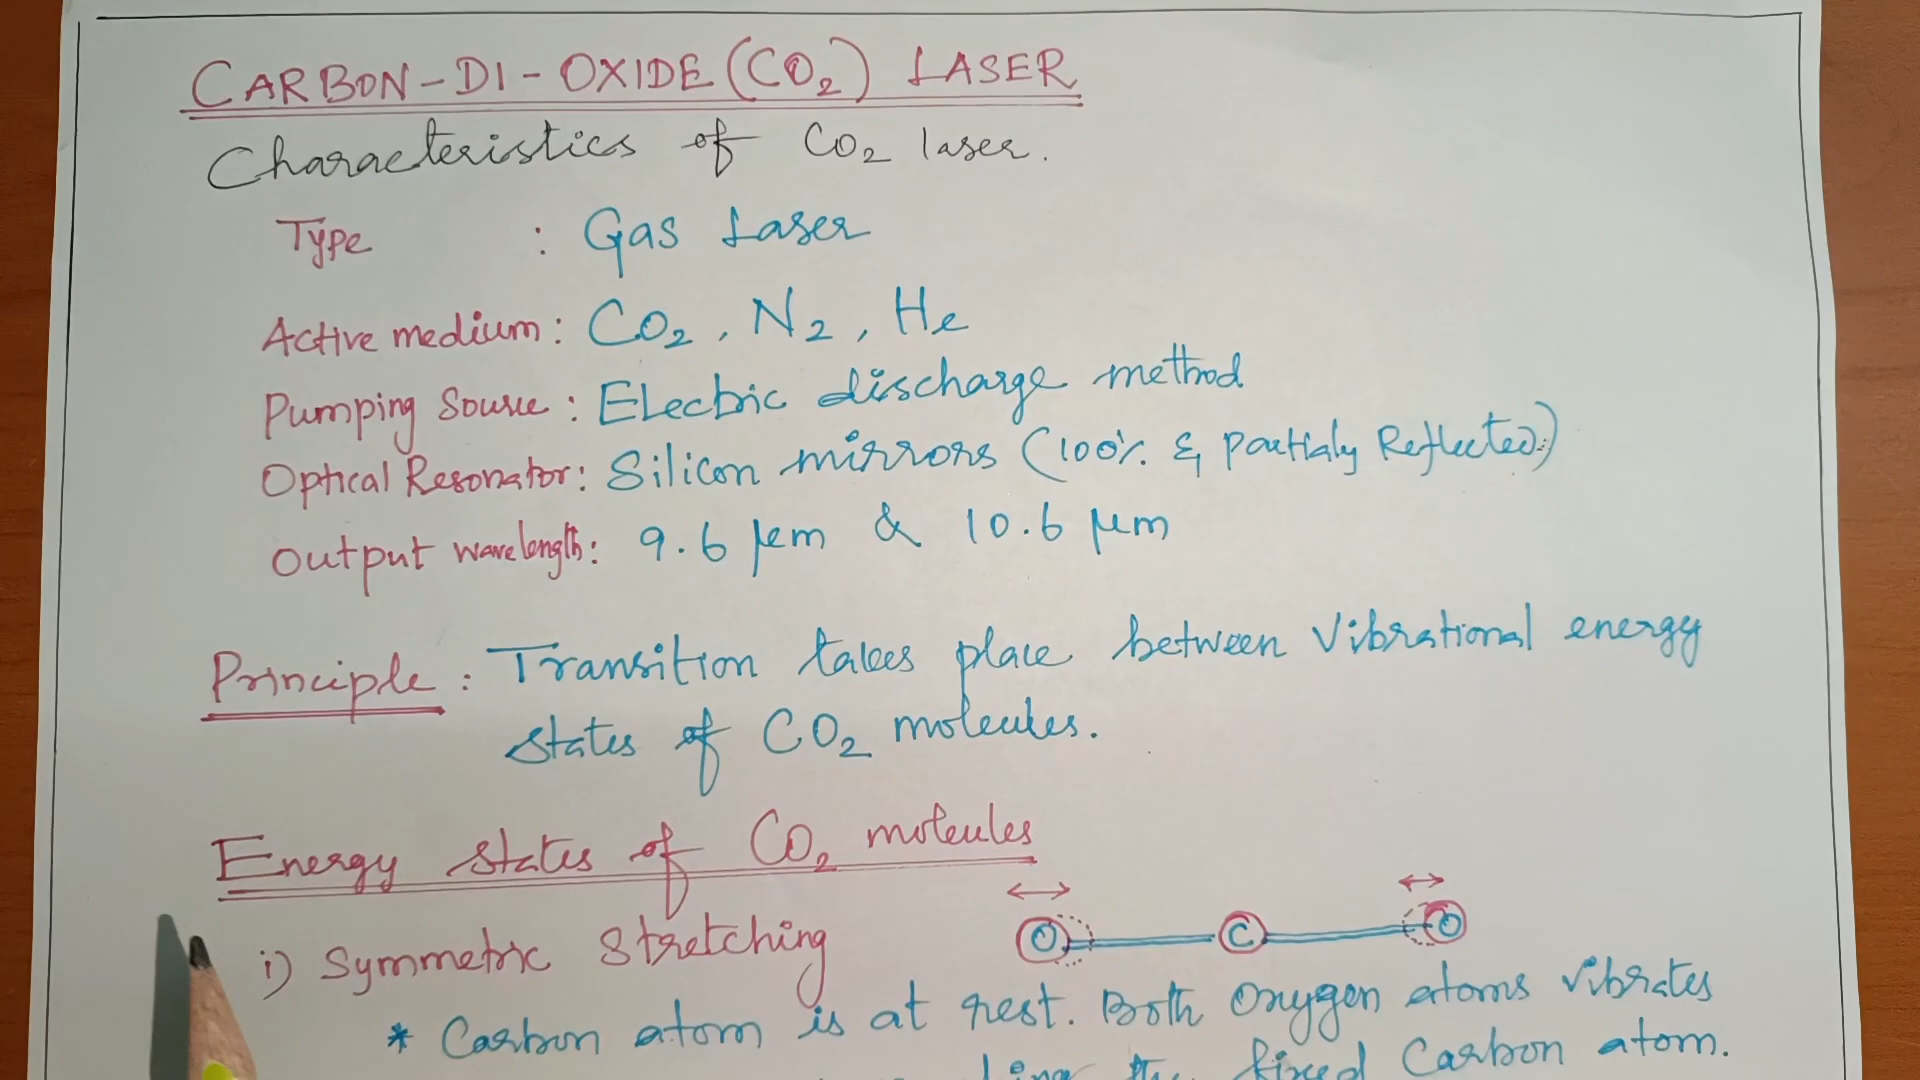 CARBON-DI-OXIDE (CO2) LASER
Characteristics of CO2 laser.
Type : Gas Laser
Active medium : CO2, N2, He
Pumping Source : Electric discharge method
Optical Resonator : Silicon mirrors (100% & partialy Reflected.)
Output wavelength : 9.6 μm & 10.6 μm
Principle : Transition takes place between Vibrational energy
states of CO2 molecules.
Energy states of CO2 molecules
i) Symmetric Stretching
O C O
* Carbon atom is at rest. Both Oxygen atoms vibrates
fixed Carbon atom.